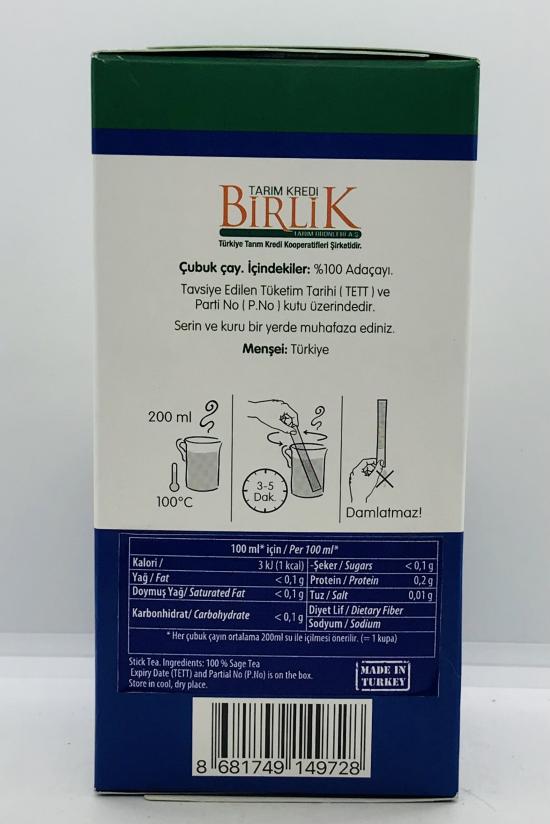 TARIM KREDİ
BİRLİK
TARIM ÜRÜNLERİ A.Ş.
Türkiye Tarım Kredi Kooperatifleri Şirketidir.
Çubuk çay. İçindekiler: %100 Adaçayı.
Tavsiye Edilen Tüketim Tarihi ( TETT ) ve
Parti No ( P.No ) kutu üzerindedir.
Serin ve kuru bir yerde muhafaza ediniz.
Menşei: Türkiye
200 ml
100°C
3-5
Dak.
Damlatmaz!
100 ml* için / Per 100 ml*
Kalori / 3 kJ (1 kcal) -Şeker / Sugars < 0,1 g
Yağ / Fat < 0,1 g Protein / Protein 0,2 g
Doymuş Yağ/ Saturated Fat < 0,1 g Tuz / Salt 0,01 g
Karbonhidrat/ Carbohydrate < 0,1 g Diyet Lif / Dietary Fiber
Sodyum / Sodium
* Her çubuk çayın ortalama 200ml su ile içilmesi önerilir. (= 1 kupa)
Stick Tea. Ingredients: 100 % Sage Tea
Expiry Date (TETT) and Partial No (P.No) is on the box.
Store in cool, dry place.
MADE IN
TURKEY
8 681749 149728